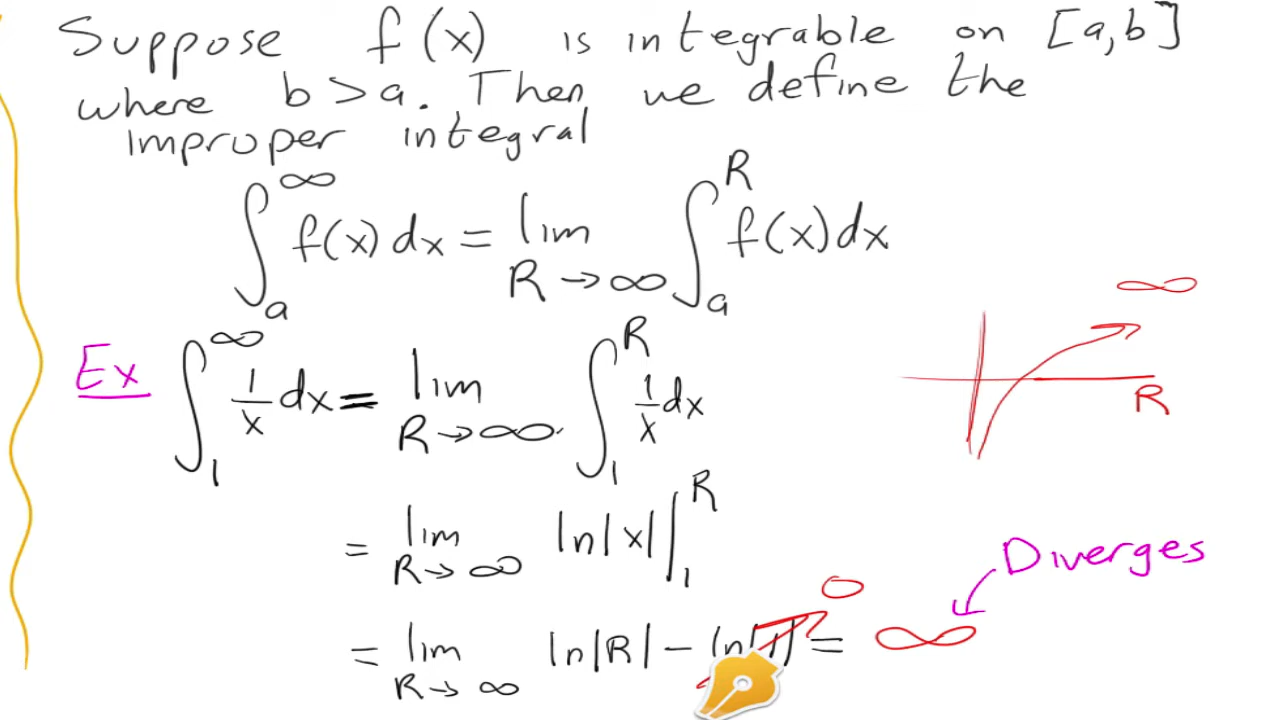 Suppose f(x) is integrable on [a,b]
where b > a. Then we define the
improper integral
∫_a^∞ f(x) dx = lim_{R→∞} ∫_a^R f(x) dx
∞
Ex ∫_1^∞ 1/x dx = lim_{R→∞} ∫_1^R 1/x dx
R
= lim_{R→∞} ln|x| |_1^R
Diverges
0
= lim_{R→∞} ln|R| - ln|1| = ∞